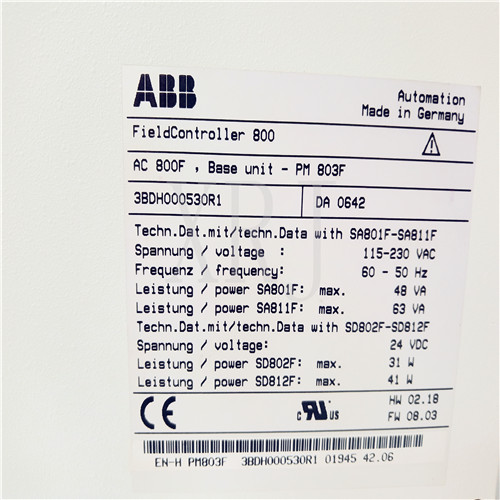 ABB
Automation
Made in Germany
FieldController 800
AC 800F , Base unit - PM 803F
3BDH000530R1 DA 0642
Techn.Dat.mit/techn.Data with SA801F-SA811F
Spannung / voltage : 115-230 VAC
Frequenz / frequency: 60 - 50 Hz
Leistung / power SA801F: max. 48 VA
Leistung / power SA811F: max. 63 VA
Techn.Dat.mit/techn.Data with SD802F-SD812F
Spannung / voltage: 24 VDC
Leistung / power SD802F: max. 31 W
Leistung / power SD812F: max. 41 W
CE c RU us HW 02.18
FW 08.03
EN-H PM803F 3BDH000530R1 01945 42.06
XRJ